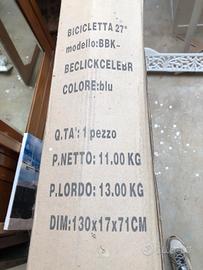 BICICLETTA 27"
modello:BBK-
BECLICKCELEBR
COLORE:blu
Q.TA': 1 pezzo
P.NETTO: 11.00 KG
P.LORDO: 13.00 KG
DIM:130x17x71CM